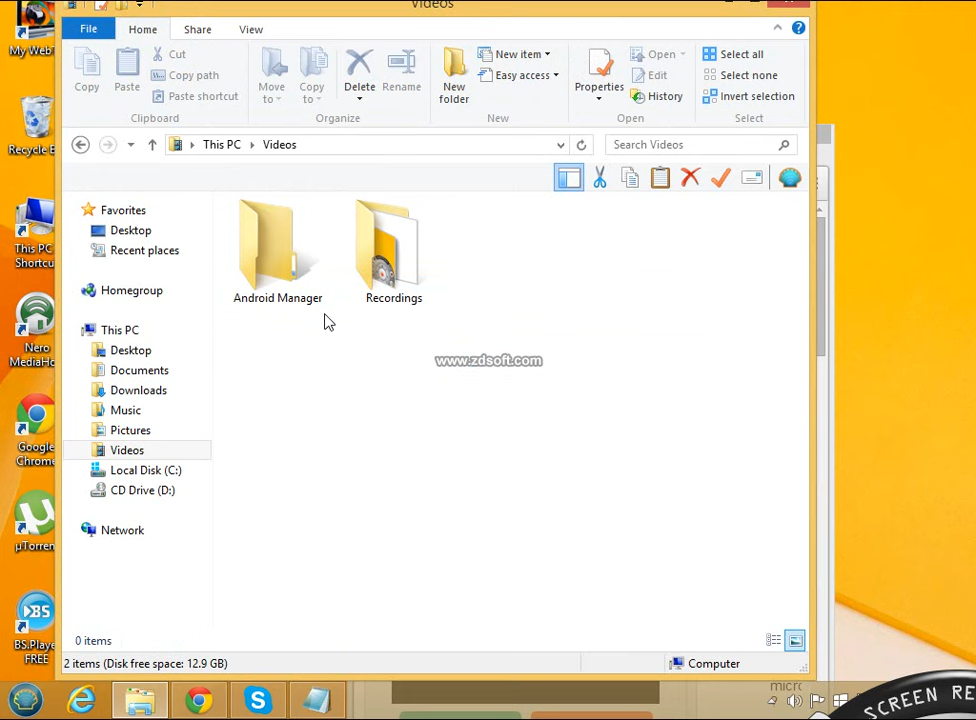 Videos
File Home Share View
Cut
Copy path
Paste shortcut
Copy
Paste
Clipboard
Move to
Copy to
Delete
Rename
Organize
New folder
New item
Easy access
New
Properties
Open
Edit
History
Open
Select all
Select none
Invert selection
Select
This PC Videos
Search Videos
Favorites
Desktop
Recent places
Homegroup
This PC
Desktop
Documents
Downloads
Music
Pictures
Videos
Local Disk (C:)
CD Drive (D:)
Network
Android Manager
Recordings
www.zdsoft.com
0 items
2 items (Disk free space: 12.9 GB)
Computer
My WebT
Recycle B
This PC
Shortcut
Nero
MediaHo
Google
Chrome
µTorren
BS.Playe
FREE
micro
SCREEN RE